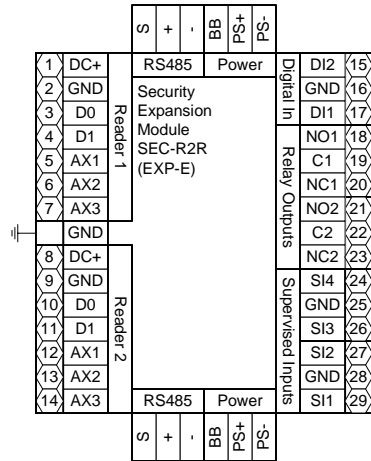 S + - BB PS+ PS-
RS485 Power
1 DC+
2 GND
3 D0
4 D1
5 AX1
6 AX2
7 AX3
Reader 1
GND
8 DC+
9 GND
10 D0
11 D1
12 AX1
13 AX2
14 AX3
Reader 2
Security
Expansion
Module
SEC-R2R
(EXP-E)
Digital In
DI2 15
GND 16
DI1 17
Relay Outputs
NO1 18
C1 19
NC1 20
NO2 21
C2 22
NC2 23
Supervised Inputs
SI4 24
GND 25
SI3 26
SI2 27
GND 28
SI1 29
RS485 Power
S + - BB PS+ PS-